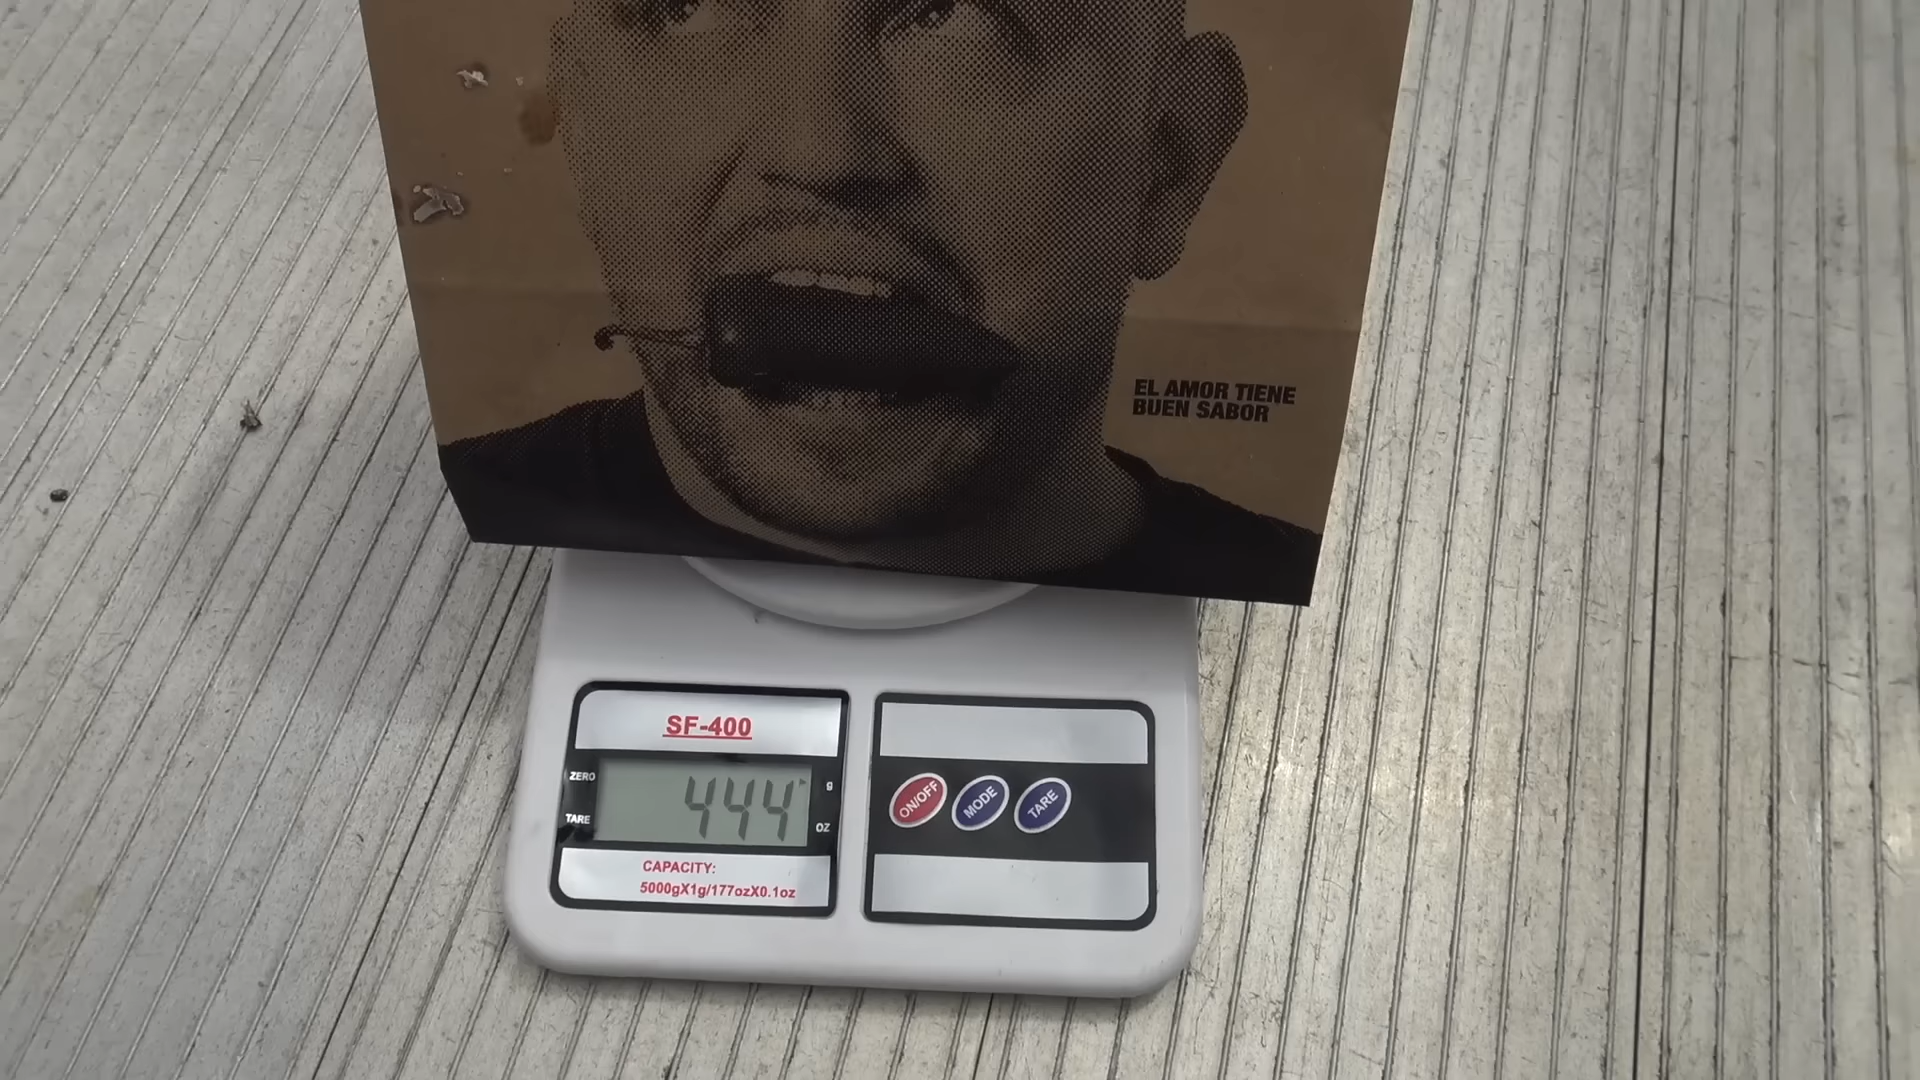 EL AMOR TIENE
BUEN SABOR
SF-400
ZERO
TARE
444
g
OZ
CAPACITY:
5000gX1g/177ozX0.1oz
ON/OFF
MODE
TARE